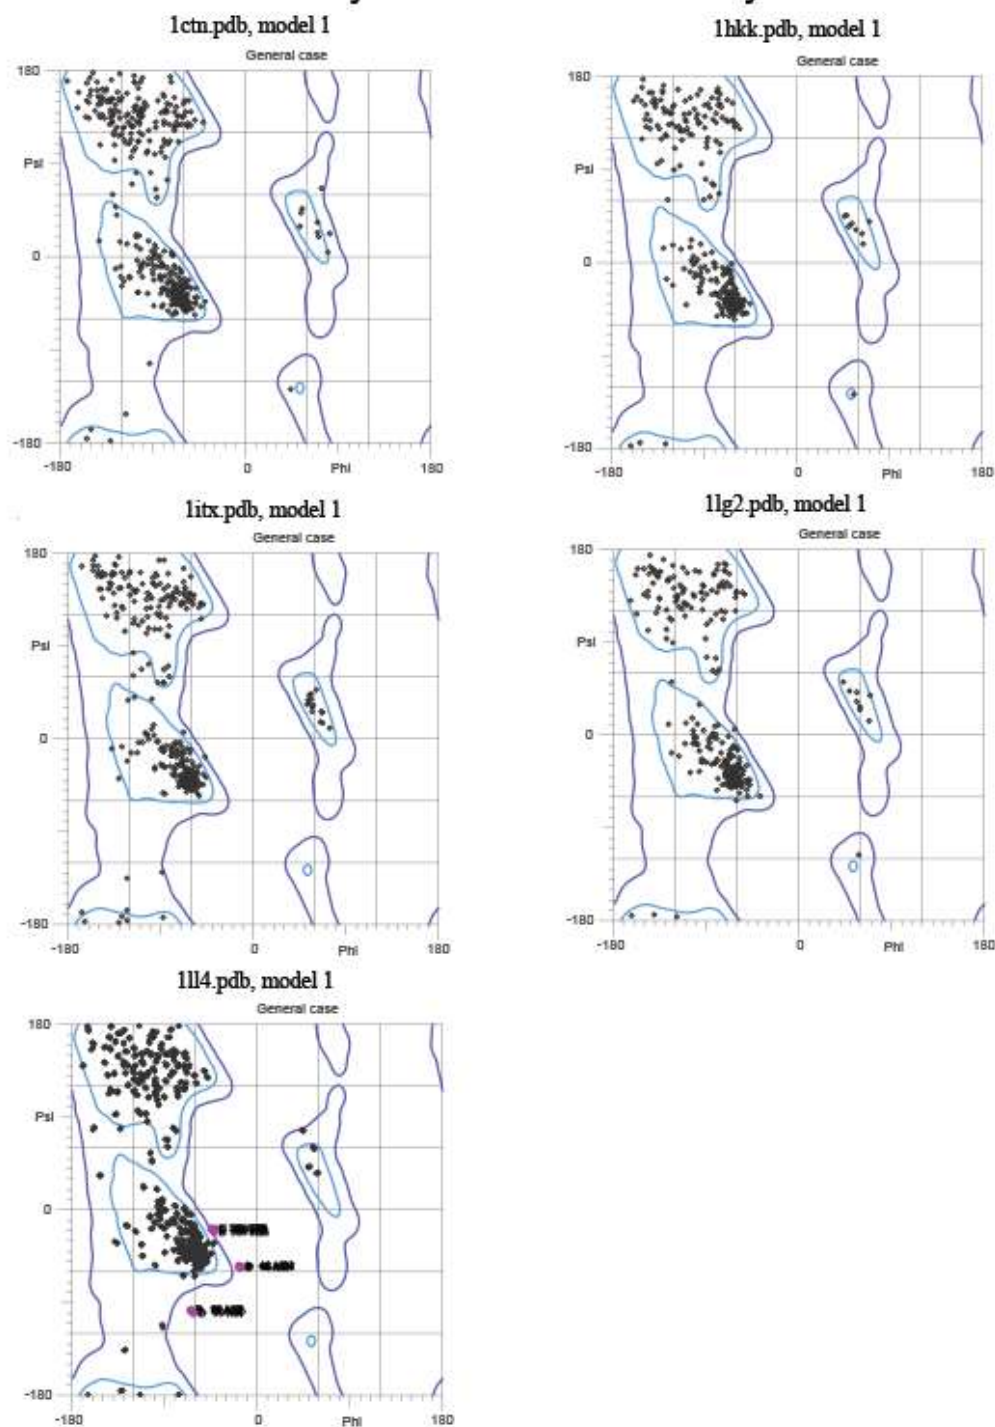 1ctn.pdb, model 1
General case
180
Psi
0
-180
-180
0
Phi
180
1hkk.pdb, model 1
General case
180
Psi
0
-180
-180
0
Phi
180
1itx.pdb, model 1
General case
180
Psi
0
-180
-180
0
Phi
180
1lg2.pdb, model 1
General case
180
Psi
0
-180
-180
0
Phi
180
1ll4.pdb, model 1
General case
180
Psi
0
-180
-180
0
Phi
180